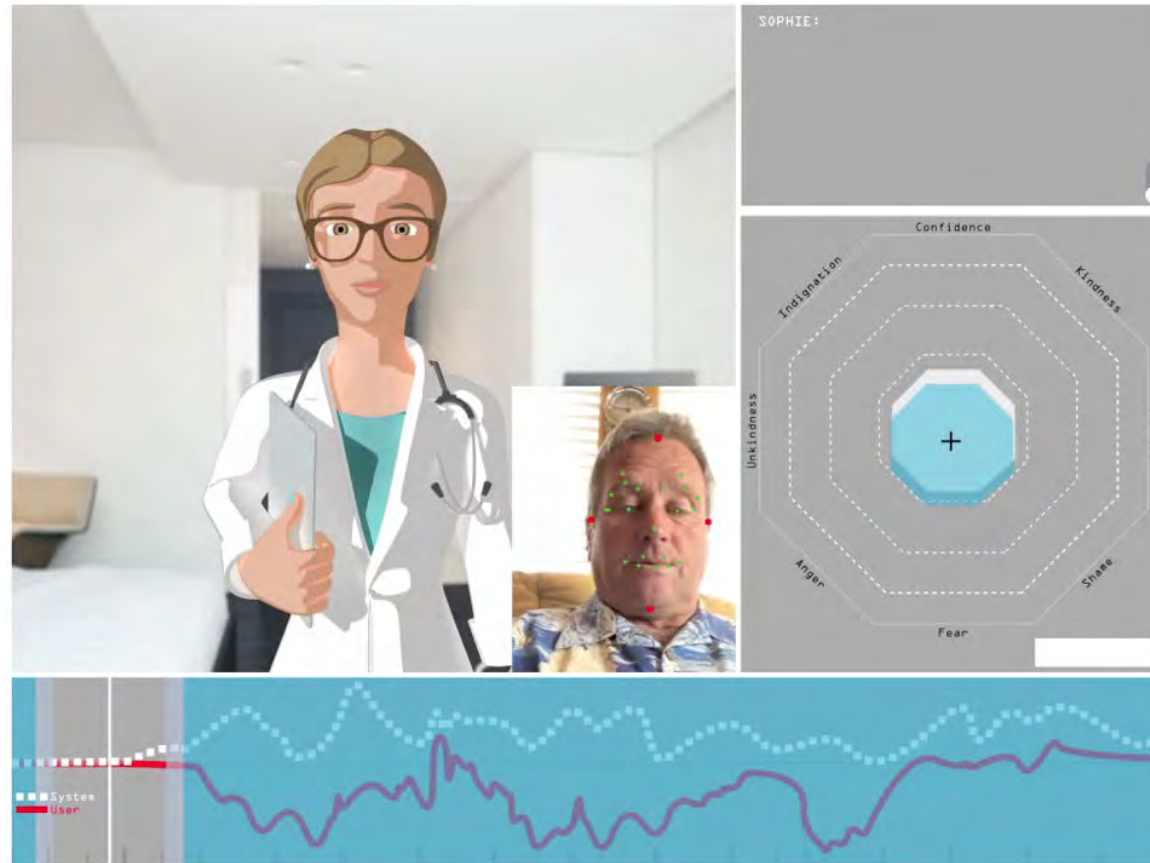 SOPHIE:
Confidence
Indignation
Kindness
Unkindness
Anger
Shame
Fear
System
User